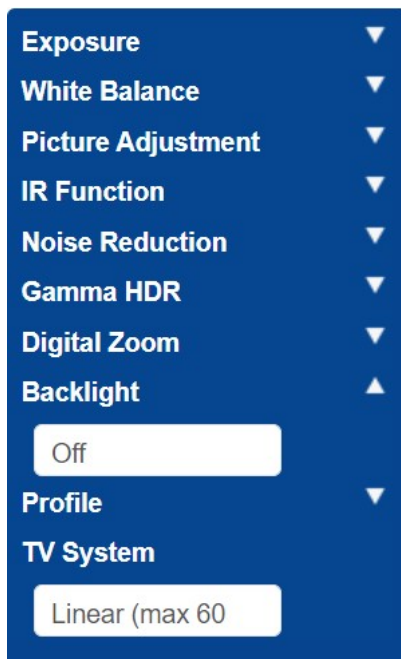 Exposure
White Balance
Picture Adjustment
IR Function
Noise Reduction
Gamma HDR
Digital Zoom
Backlight
Off
Profile
TV System
Linear (max 60